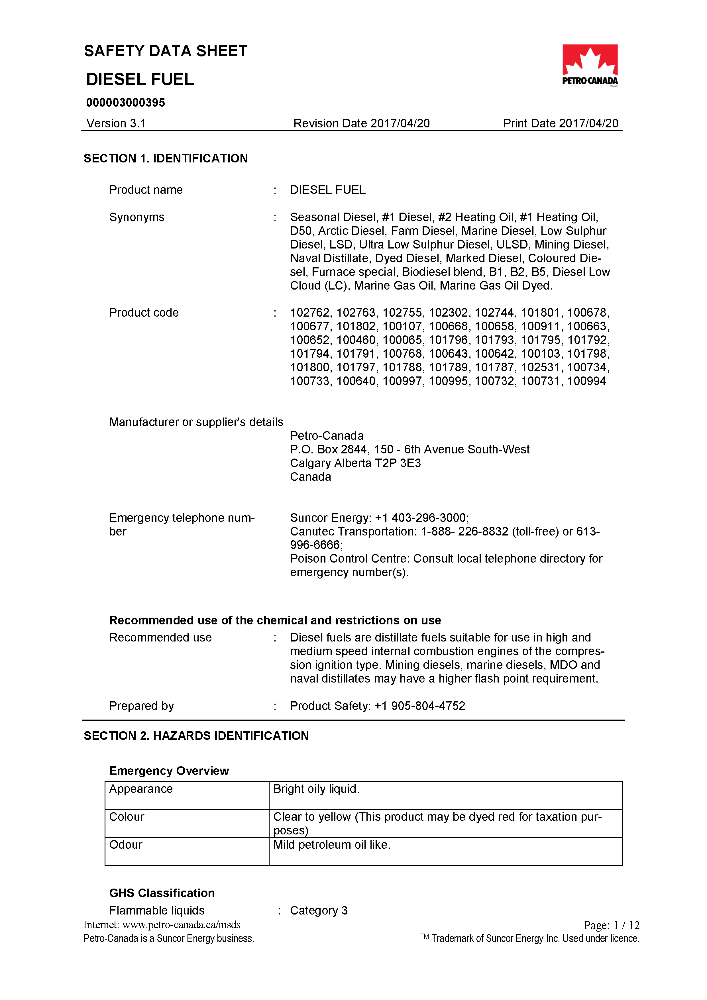 SAFETY DATA SHEET
DIESEL FUEL
000003000395
PETRO-CANADA
TM/MC
Version 3.1 Revision Date 2017/04/20 Print Date 2017/04/20
SECTION 1. IDENTIFICATION
Product name : DIESEL FUEL
Synonyms : Seasonal Diesel, #1 Diesel, #2 Heating Oil, #1 Heating Oil,
D50, Arctic Diesel, Farm Diesel, Marine Diesel, Low Sulphur
Diesel, LSD, Ultra Low Sulphur Diesel, ULSD, Mining Diesel,
Naval Distillate, Dyed Diesel, Marked Diesel, Coloured Die-
sel, Furnace special, Biodiesel blend, B1, B2, B5, Diesel Low
Cloud (LC), Marine Gas Oil, Marine Gas Oil Dyed.
Product code : 102762, 102763, 102755, 102302, 102744, 101801, 100678,
100677, 101802, 100107, 100668, 100658, 100911, 100663,
100652, 100460, 100065, 101796, 101793, 101795, 101792,
101794, 101791, 100768, 100643, 100642, 100103, 101798,
101800, 101797, 101788, 101789, 101787, 102531, 100734,
100733, 100640, 100997, 100995, 100732, 100731, 100994
Manufacturer or supplier's details
Petro-Canada
P.O. Box 2844, 150 - 6th Avenue South-West
Calgary Alberta T2P 3E3
Canada
Emergency telephone num-
ber
Suncor Energy: +1 403-296-3000;
Canutec Transportation: 1-888- 226-8832 (toll-free) or 613-
996-6666;
Poison Control Centre: Consult local telephone directory for
emergency number(s).
Recommended use of the chemical and restrictions on use
Recommended use : Diesel fuels are distillate fuels suitable for use in high and
medium speed internal combustion engines of the compres-
sion ignition type. Mining diesels, marine diesels, MDO and
naval distillates may have a higher flash point requirement.
Prepared by : Product Safety: +1 905-804-4752
SECTION 2. HAZARDS IDENTIFICATION
Emergency Overview
Appearance Bright oily liquid.
Colour Clear to yellow (This product may be dyed red for taxation pur-
poses)
Odour Mild petroleum oil like.
GHS Classification
Flammable liquids : Category 3
Internet: www.petro-canada.ca/msds Page: 1 / 12
Petro-Canada is a Suncor Energy business. TM Trademark of Suncor Energy Inc. Used under licence.